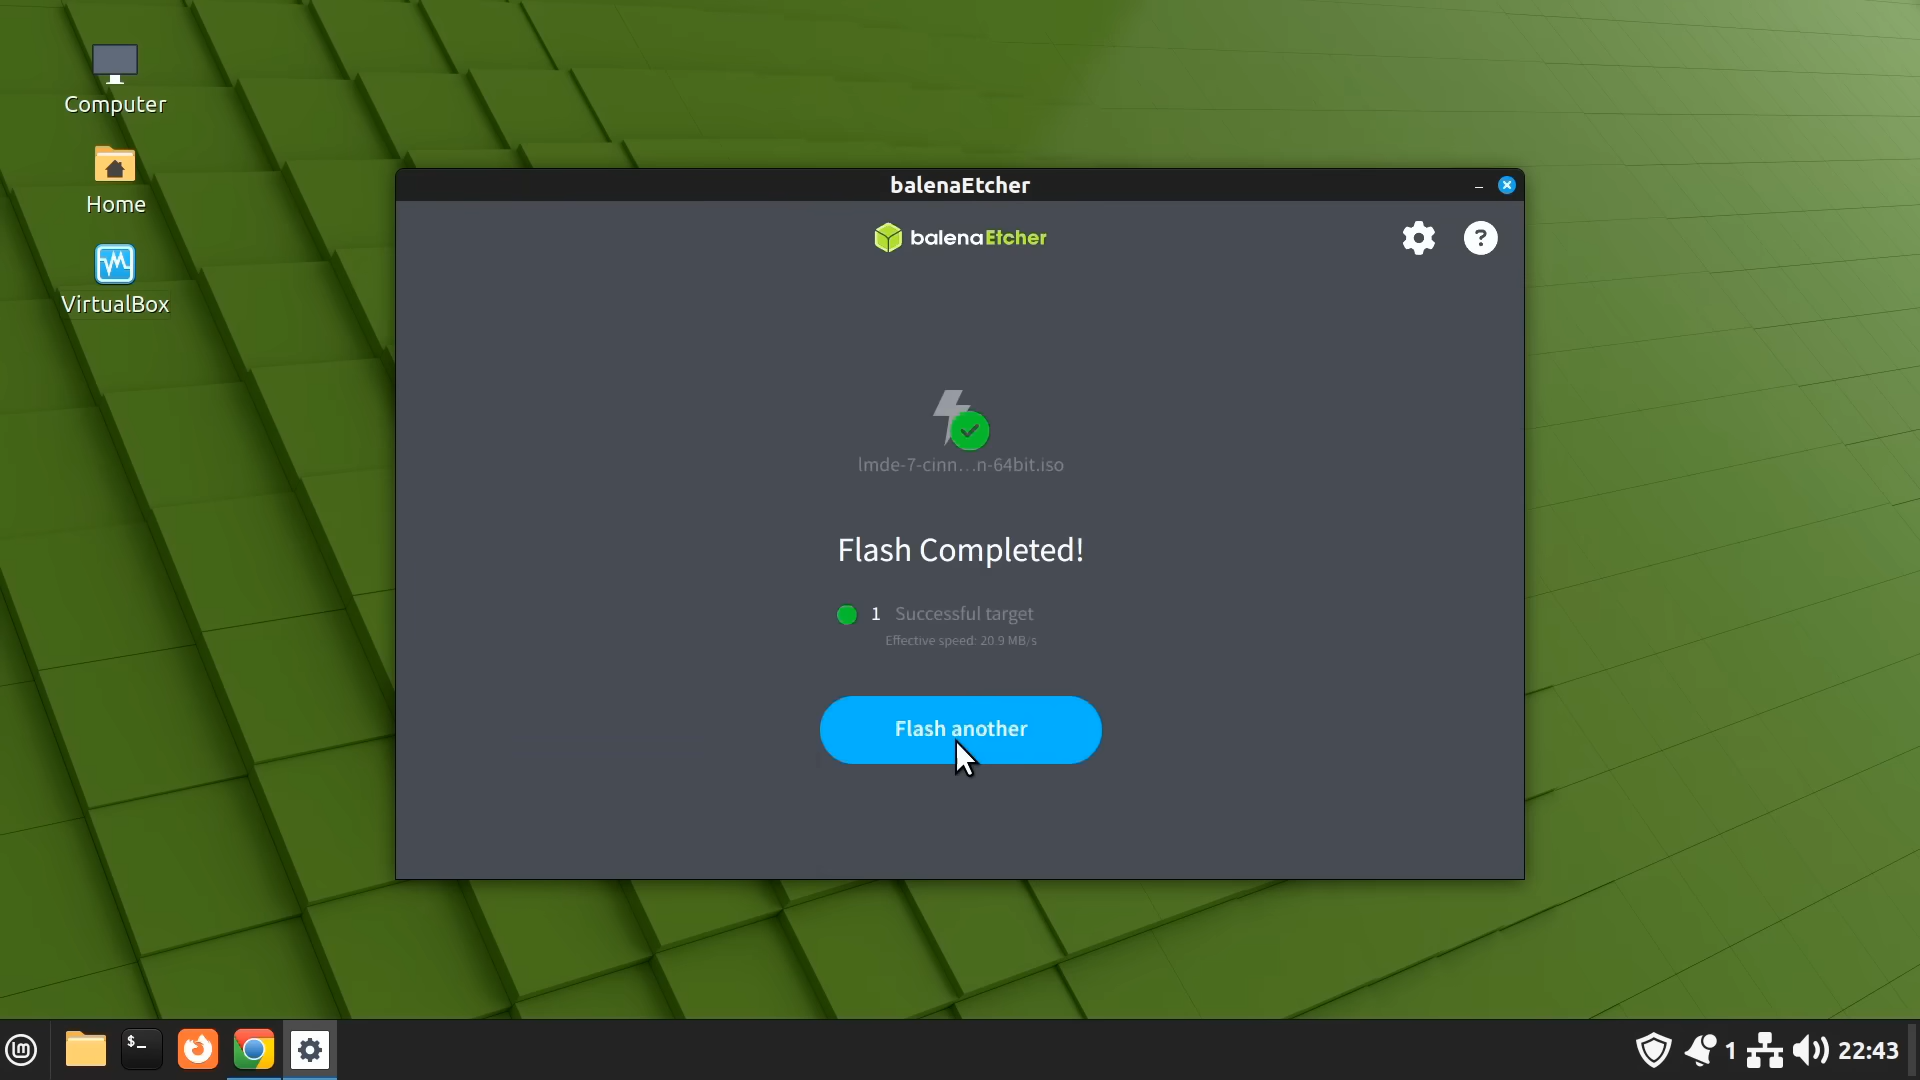 Computer
Home
VirtualBox
balenaEtcher
balenaEtcher
?
lmde-7-cinn...n-64bit.iso
Flash Completed!
1 Successful target
Effective speed: 20.9 MB/s
Flash another
lm
$_
1
22:43